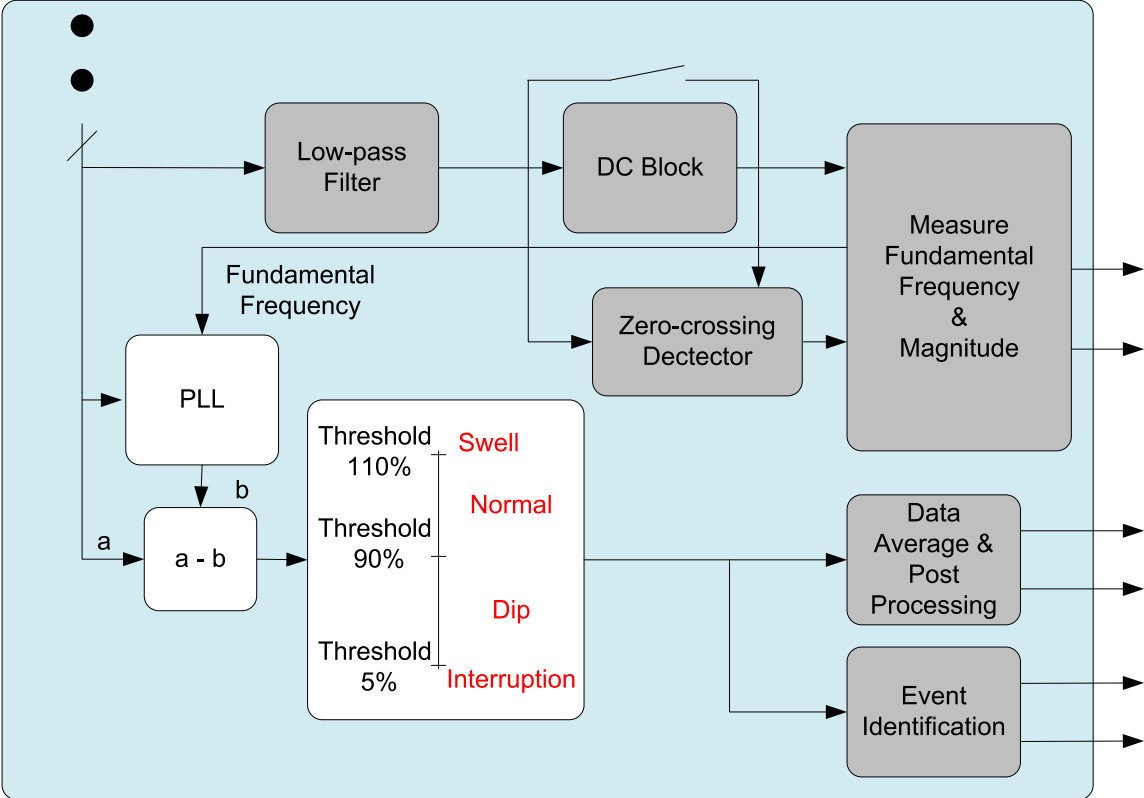 Low-pass
Filter
DC Block
Measure
Fundamental
Frequency
&
Magnitude
Fundamental
Frequency
Zero-crossing
Dectector
PLL
b
a
a - b
Threshold
110%
Swell
Normal
Threshold
90%
Dip
Threshold
5%
Interruption
Data
Average &
Post
Processing
Event
Identification